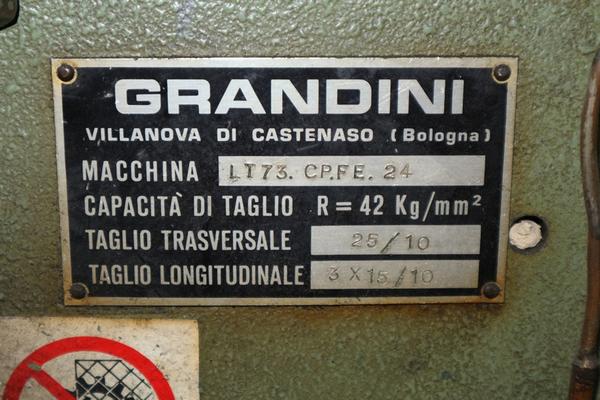 GRANDINI
VILLANOVA DI CASTENASO (Bologna)
MACCHINA LT73. CP.FE. 24
CAPACITÀ DI TAGLIO R = 42 Kg/mm²
TAGLIO TRASVERSALE 25/10
TAGLIO LONGITUDINALE 3 X 15/10